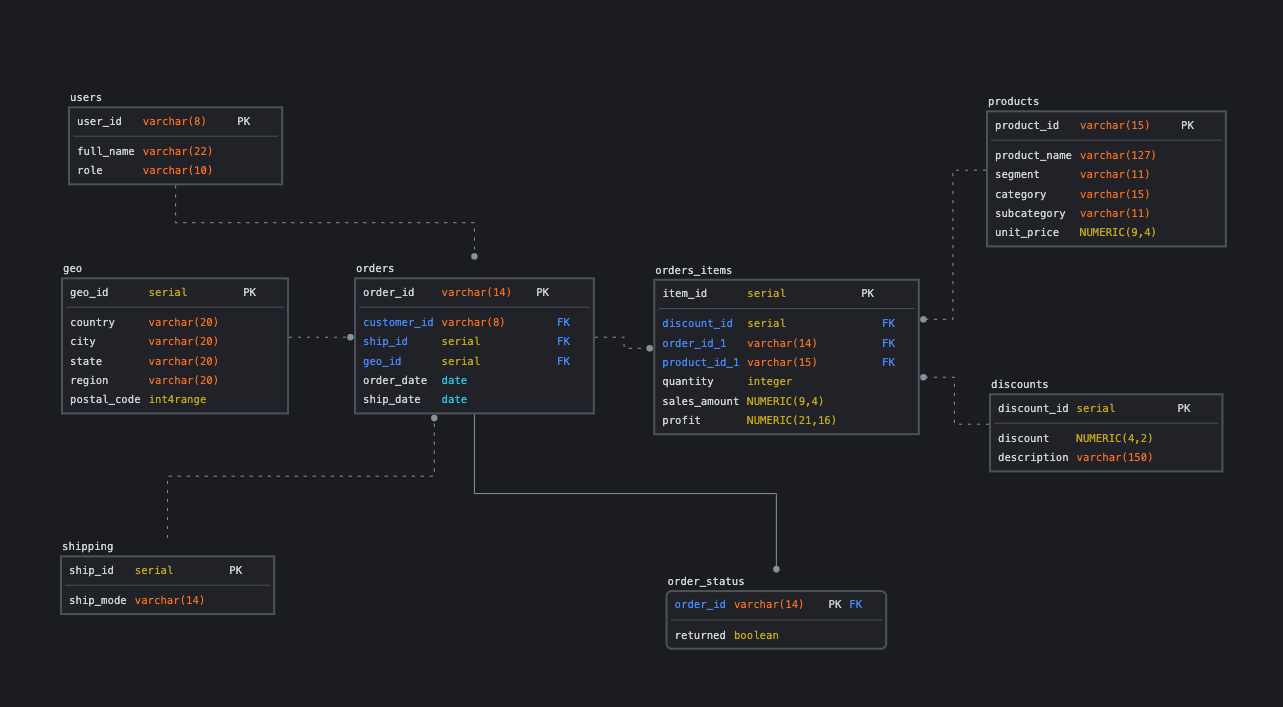 users
user_id varchar(8) PK
full_name varchar(22)
role varchar(10)
geo
geo_id serial PK
country varchar(20)
city varchar(20)
state varchar(20)
region varchar(20)
postal_code int4range
orders
order_id varchar(14) PK
customer_id varchar(8) FK
ship_id serial FK
geo_id serial FK
order_date date
ship_date date
orders_items
item_id serial PK
discount_id serial FK
order_id_1 varchar(14) FK
product_id_1 varchar(15) FK
quantity integer
sales_amount NUMERIC(9,4)
profit NUMERIC(21,16)
products
product_id varchar(15) PK
product_name varchar(127)
segment varchar(11)
category varchar(15)
subcategory varchar(11)
unit_price NUMERIC(9,4)
discounts
discount_id serial PK
discount NUMERIC(4,2)
description varchar(150)
shipping
ship_id serial PK
ship_mode varchar(14)
order_status
order_id varchar(14) PK FK
returned boolean